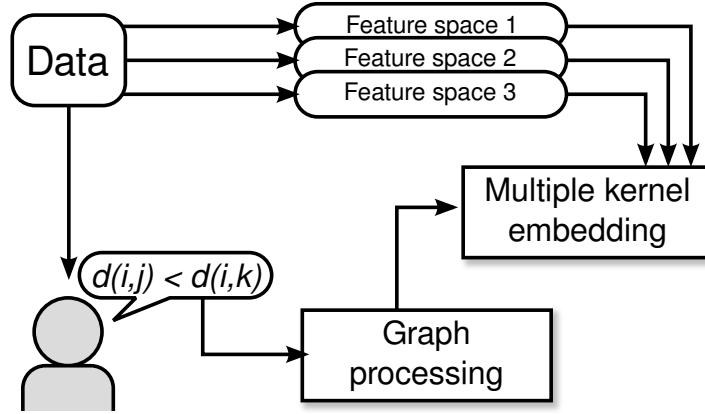 Data
Feature space 1
Feature space 2
Feature space 3
Multiple kernel
embedding
d(i,j) < d(i,k)
Graph
processing